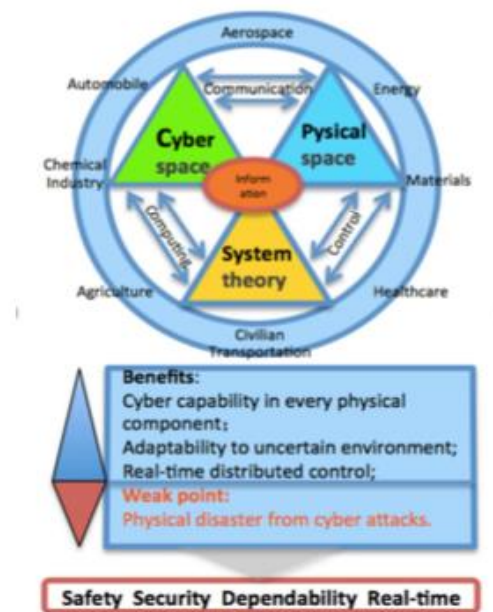 Aerospace
Automobile
Communication
Energy
Cyber
space
Pysical
space
Chemical
Industry
Inform
ation
Materials
Computing
Control
System
theory
Agriculture
Healthcare
Civilian
Transportation
Benefits:
Cyber capability in every physical
component;
Adaptability to uncertain environment;
Real-time distributed control;
Weak point:
Physical disaster from cyber attacks.
Safety Security Dependability Real-time